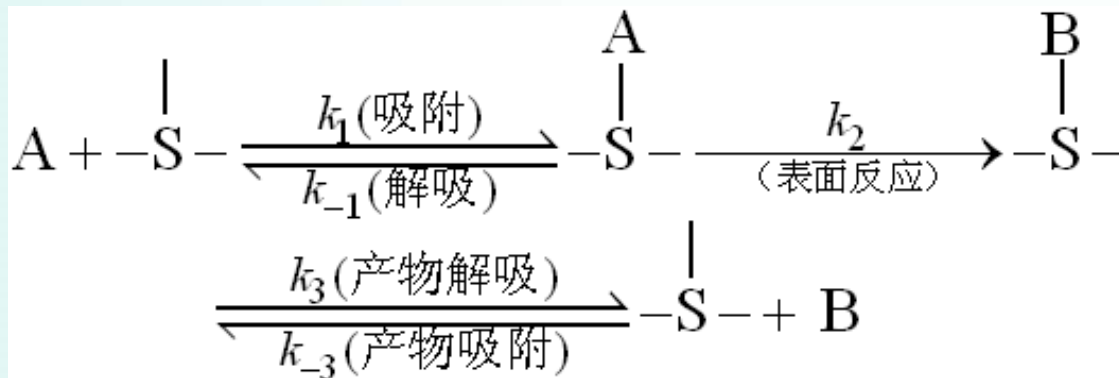 A B
A + –S– k₁(吸附) k₋₁(解吸) –S– k₂ (表面反应) –S–
k₃(产物解吸) k₋₃(产物吸附) –S– + B